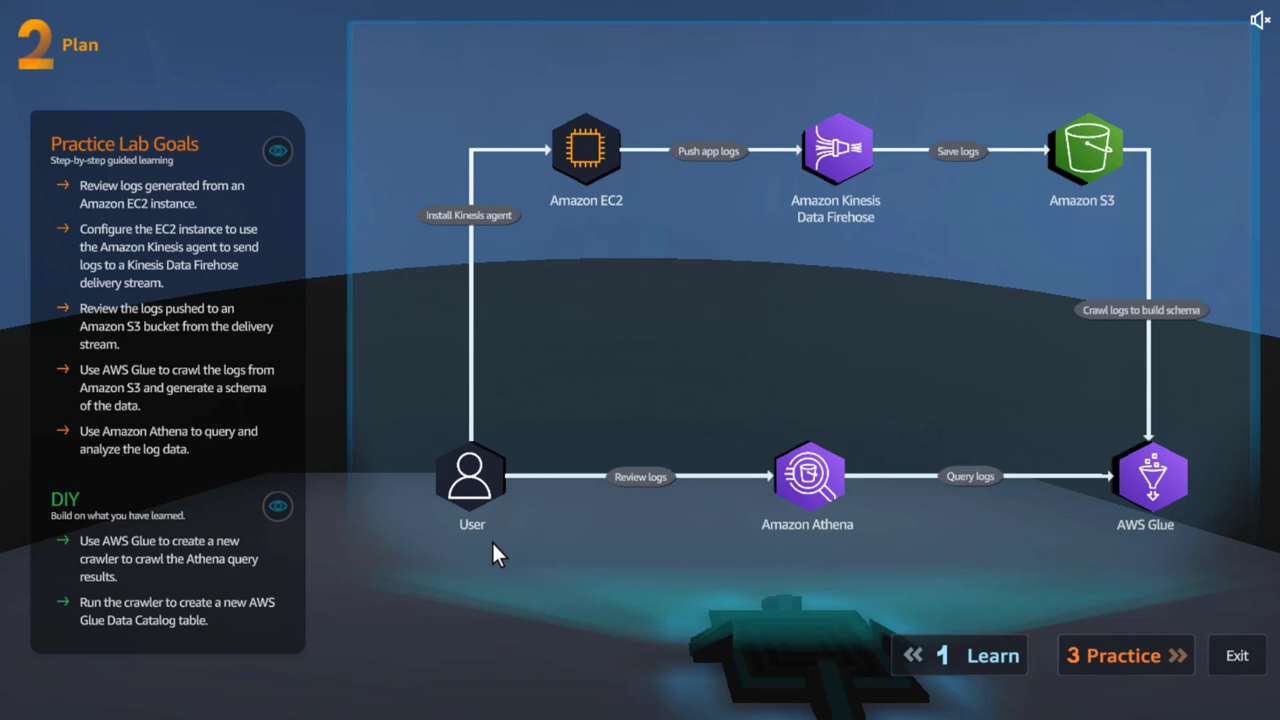 2 Plan
Practice Lab Goals
Step-by-step guided learning
Review logs generated from an
Amazon EC2 instance.
Configure the EC2 instance to use
the Amazon Kinesis agent to send
logs to a Kinesis Data Firehose
delivery stream.
Review the logs pushed to an
Amazon S3 bucket from the delivery
stream.
Use AWS Glue to crawl the logs from
Amazon S3 and generate a schema
of the data.
Use Amazon Athena to query and
analyze the log data.
DIY
Build on what you have learned.
Use AWS Glue to create a new
crawler to crawl the Athena query
results.
Run the crawler to create a new AWS
Glue Data Catalog table.
Push app logs
Save logs
Amazon EC2
Amazon Kinesis
Data Firehose
Amazon S3
Install Kinesis agent
Crawl logs to build schema
Review logs
Query logs
User
Amazon Athena
AWS Glue
1 Learn
3 Practice
Exit